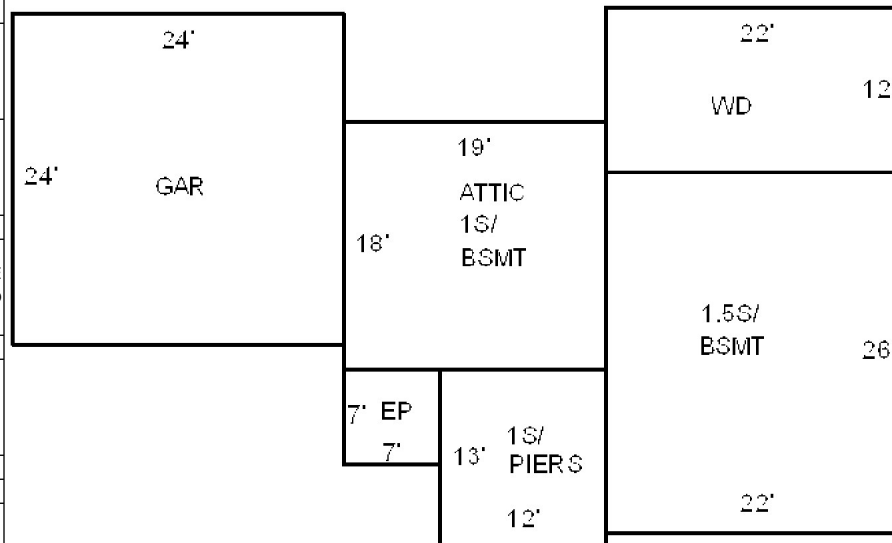 24'
24'
GAR
19'
ATTIC
1S/
BSMT
18'
22'
WD
12
1.5S/
BSMT
26
22'
7' EP
7'
1S/
13'
PIERS
12'